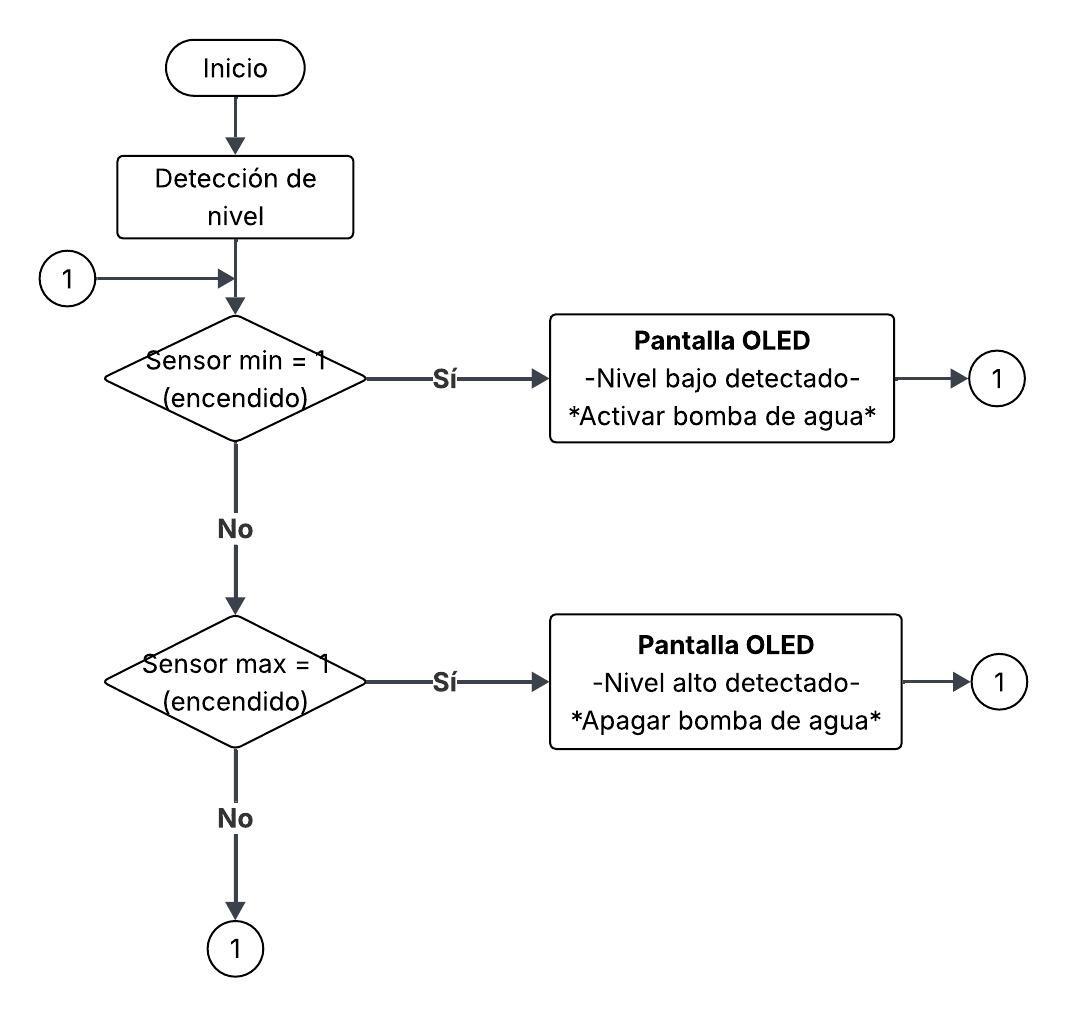 Inicio
Detección de
nivel
1
Sensor min = 1
(encendido)
Sí
Pantalla OLED
-Nivel bajo detectado-
*Activar bomba de agua*
1
No
Sensor max = 1
(encendido)
Sí
Pantalla OLED
-Nivel alto detectado-
*Apagar bomba de agua*
1
No
1